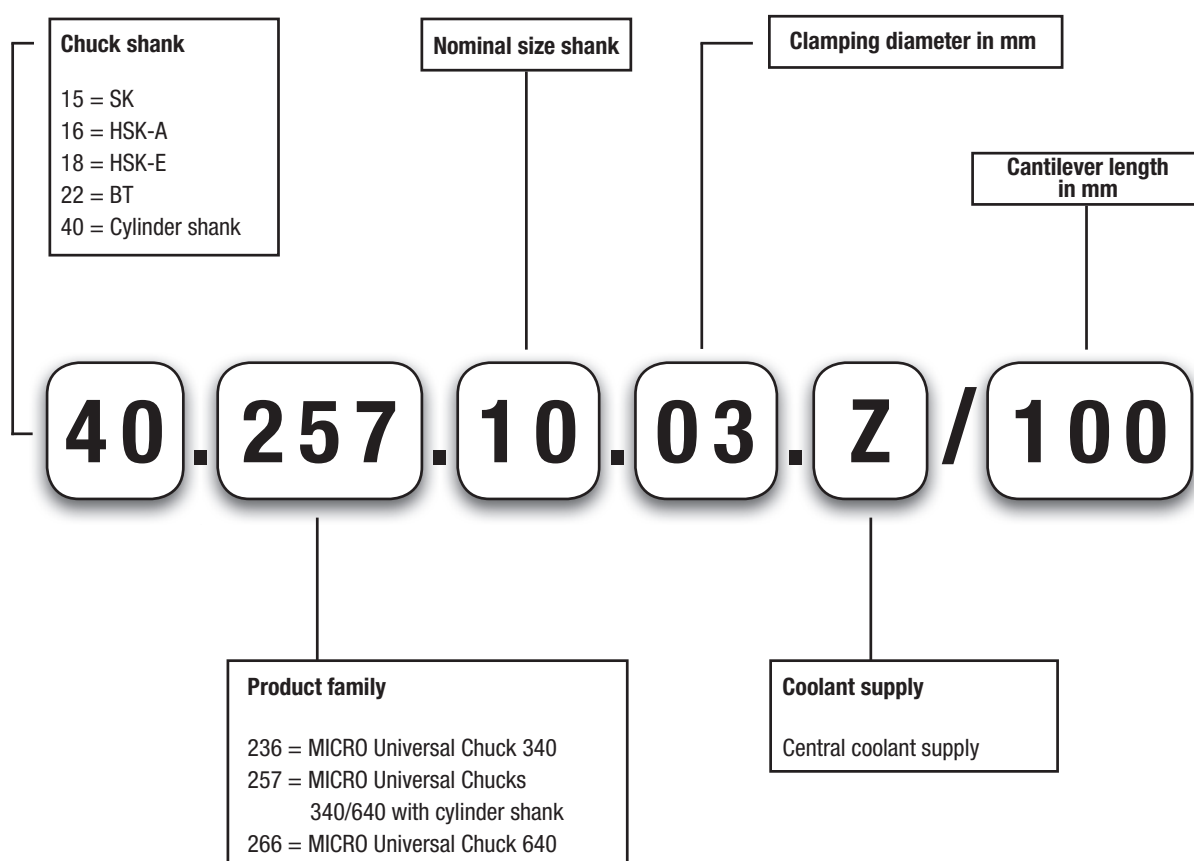 Chuck shank
15 = SK
16 = HSK-A
18 = HSK-E
22 = BT
40 = Cylinder shank
Nominal size shank
Clamping diameter in mm
Cantilever length
in mm
40.257.10.03.Z/100
Product family
236 = MICRO Universal Chuck 340
257 = MICRO Universal Chucks
340/640 with cylinder shank
266 = MICRO Universal Chuck 640
Coolant supply
Central coolant supply